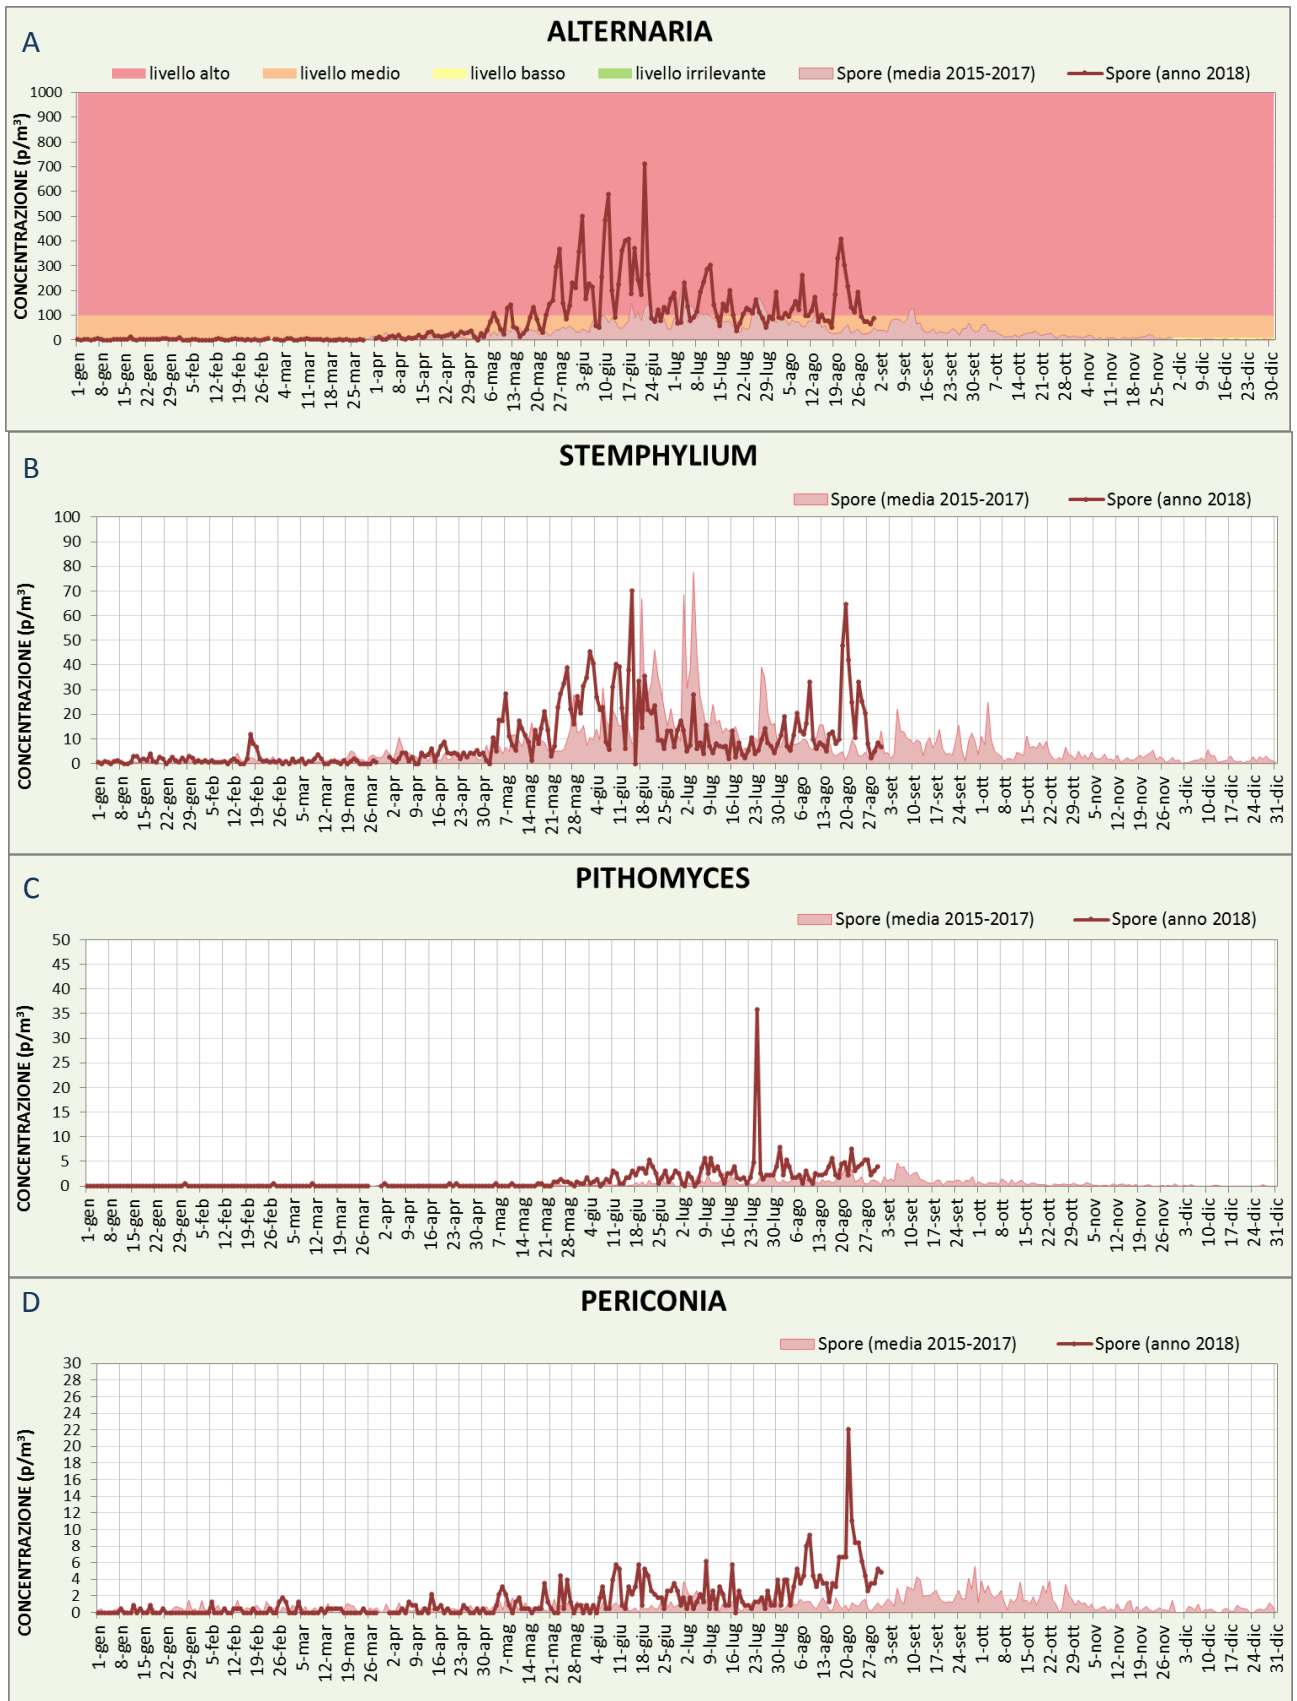 A
ALTERNARIA
livello alto livello medio livello basso livello irrilevante Spore (media 2015-2017) Spore (anno 2018)
CONCENTRAZIONE (p/m³)
1000
900
800
700
600
500
400
300
200
100
0
1-gen 8-gen 15-gen 22-gen 29-gen 5-feb 12-feb 19-feb 26-feb 4-mar 11-mar 18-mar 25-mar 1-apr 8-apr 15-apr 22-apr 29-apr 6-mag 13-mag 20-mag 27-mag 3-giu 10-giu 17-giu 24-giu 1-lug 8-lug 15-lug 22-lug 29-lug 5-ago 12-ago 19-ago 26-ago 2-set 9-set 16-set 23-set 30-set 7-ott 14-ott 21-ott 28-ott 4-nov 11-nov 18-nov 25-nov 2-dic 9-dic 16-dic 23-dic 30-dic
B
STEMPHYLIUM
Spore (media 2015-2017) Spore (anno 2018)
CONCENTRAZIONE (p/m³)
100
90
80
70
60
50
40
30
20
10
0
1-gen 8-gen 15-gen 22-gen 29-gen 5-feb 12-feb 19-feb 26-feb 5-mar 12-mar 19-mar 26-mar 2-apr 9-apr 16-apr 23-apr 30-apr 7-mag 14-mag 21-mag 28-mag 4-giu 11-giu 18-giu 25-giu 2-lug 9-lug 16-lug 23-lug 30-lug 6-ago 13-ago 20-ago 27-ago 3-set 10-set 17-set 24-set 1-ott 8-ott 15-ott 22-ott 29-ott 5-nov 12-nov 19-nov 26-nov 3-dic 10-dic 17-dic 24-dic 31-dic
C
PITHOMYCES
Spore (media 2015-2017) Spore (anno 2018)
CONCENTRAZIONE (p/m³)
50
45
40
35
30
25
20
15
10
5
0
1-gen 8-gen 15-gen 22-gen 29-gen 5-feb 12-feb 19-feb 26-feb 5-mar 12-mar 19-mar 26-mar 2-apr 9-apr 16-apr 23-apr 30-apr 7-mag 14-mag 21-mag 28-mag 4-giu 11-giu 18-giu 25-giu 2-lug 9-lug 16-lug 23-lug 30-lug 6-ago 13-ago 20-ago 27-ago 3-set 10-set 17-set 24-set 1-ott 8-ott 15-ott 22-ott 29-ott 5-nov 12-nov 19-nov 26-nov 3-dic 10-dic 17-dic 24-dic 31-dic
D
PERICONIA
Spore (media 2015-2017) Spore (anno 2018)
CONCENTRAZIONE (p/m³)
30
28
26
24
22
20
18
16
14
12
10
8
6
4
2
0
1-gen 8-gen 15-gen 22-gen 29-gen 5-feb 12-feb 19-feb 26-feb 5-mar 12-mar 19-mar 26-mar 2-apr 9-apr 16-apr 23-apr 30-apr 7-mag 14-mag 21-mag 28-mag 4-giu 11-giu 18-giu 25-giu 2-lug 9-lug 16-lug 23-lug 30-lug 6-ago 13-ago 20-ago 27-ago 3-set 10-set 17-set 24-set 1-ott 8-ott 15-ott 22-ott 29-ott 5-nov 12-nov 19-nov 26-nov 3-dic 10-dic 17-dic 24-dic 31-dic